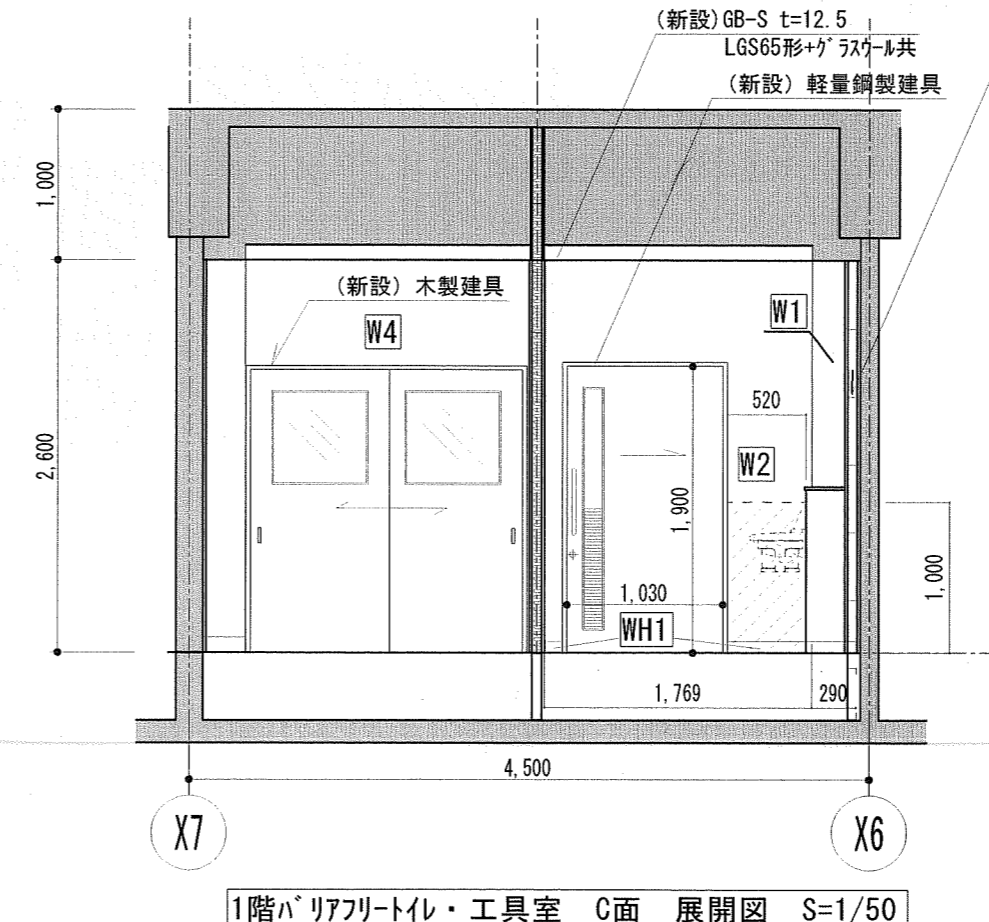 (新設)GB-S t=12.5
LGS65形+ｸﾞﾗｽｳｰﾙ共
(新設) 軽量鋼製建具
1,000
(新設) 木製建具
W4
W1
520
2,600
W2
1,900
1,000
1,030
WH1
1,769
290
4,500
X7
X6
1階ﾊﾞﾘｱﾌﾘｰﾄｲﾚ・工具室 C面 展開図 S=1/50